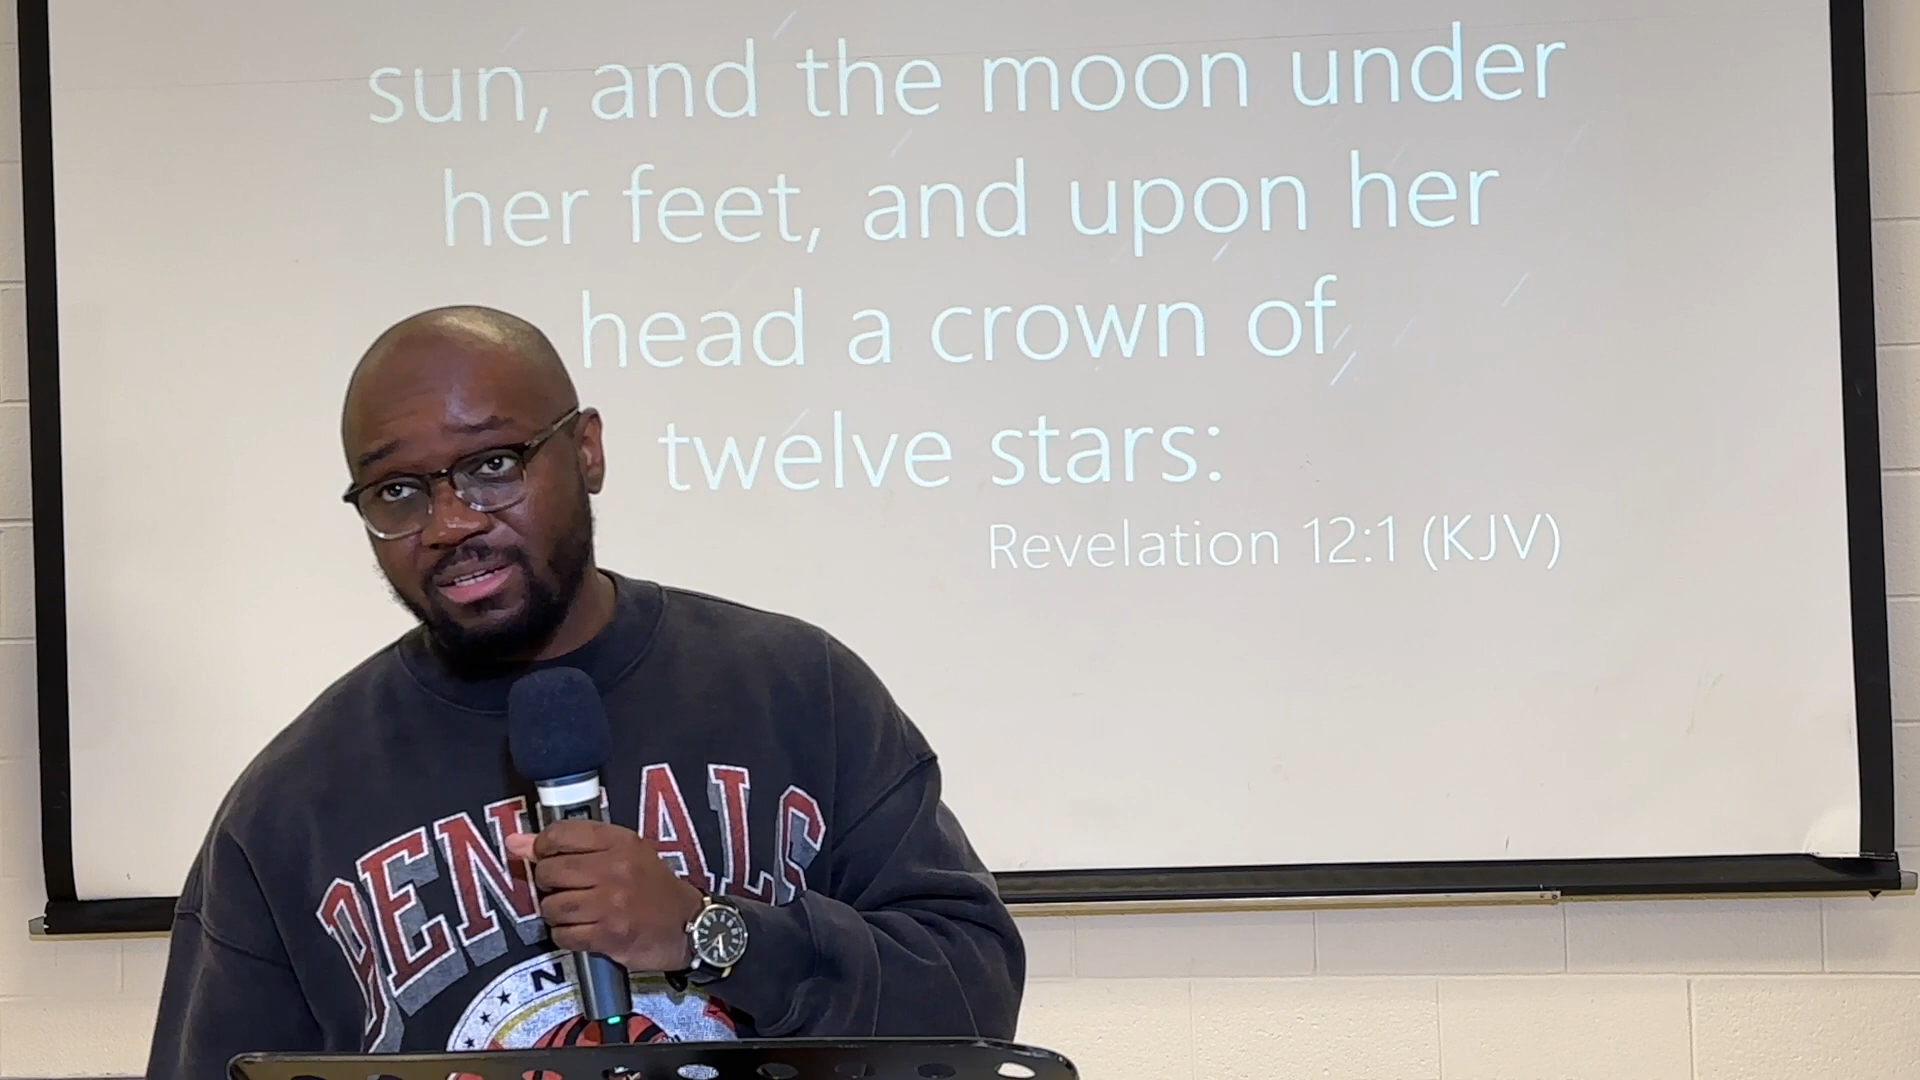 sun, and the moon under
her feet, and upon her
head a crown of
twelve stars:
Revelation 12:1 (KJV)
N